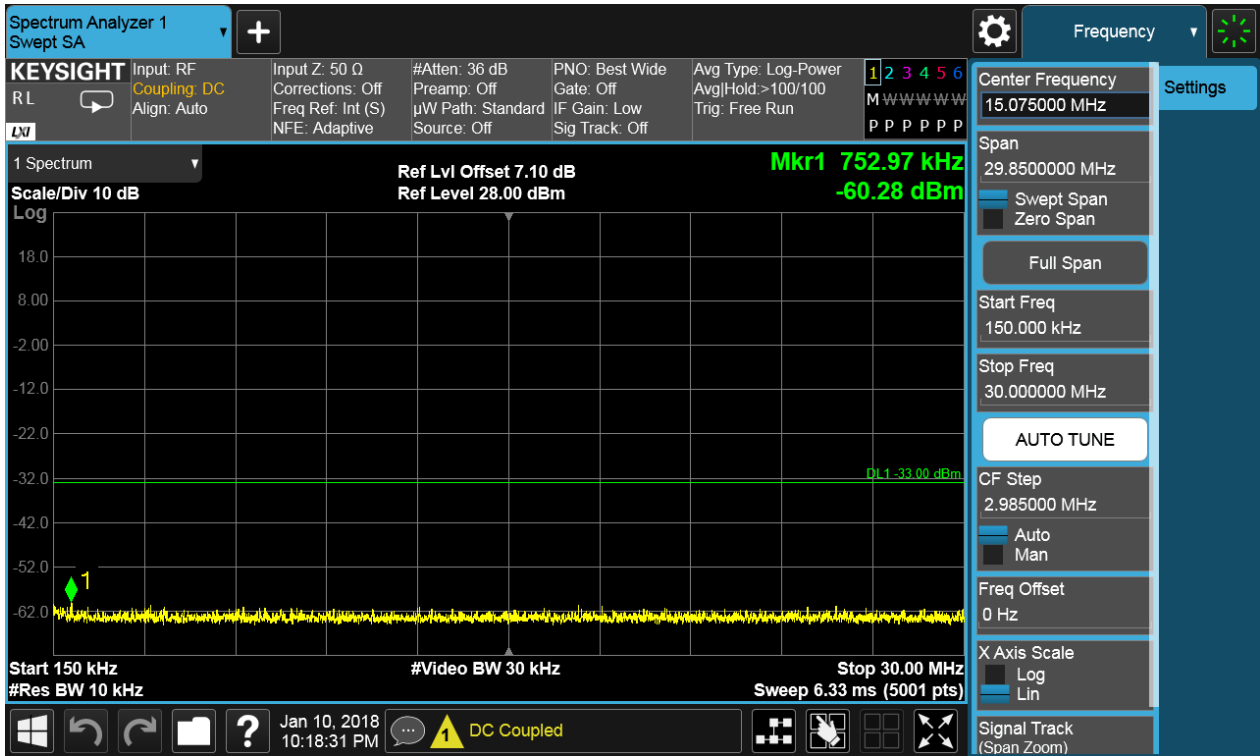 Spectrum Analyzer 1
Swept SA
+
Frequency
KEYSIGHT
R L
LXI
Input: RF
Coupling: DC
Align: Auto
Input Z: 50 Ω
Corrections: Off
Freq Ref: Int (S)
NFE: Adaptive
#Atten: 36 dB
Preamp: Off
µW Path: Standard
Source: Off
PNO: Best Wide
Gate: Off
IF Gain: Low
Sig Track: Off
Avg Type: Log-Power
Avg|Hold:>100/100
Trig: Free Run
1 2 3 4 5 6
M W W W W W
P P P P P P
1 Spectrum
Scale/Div 10 dB
Log
Ref Lvl Offset 7.10 dB
Ref Level 28.00 dBm
Mkr1 752.97 kHz
-60.28 dBm
18.0
8.00
-2.00
-12.0
-22.0
-32.0
-42.0
-52.0
-62.0
DL1 -33.00 dBm
1
Start 150 kHz
#Res BW 10 kHz
#Video BW 30 kHz
Stop 30.00 MHz
Sweep 6.33 ms (5001 pts)
Center Frequency
15.075000 MHz
Span
29.8500000 MHz
Swept Span
Zero Span
Full Span
Start Freq
150.000 kHz
Stop Freq
30.000000 MHz
AUTO TUNE
CF Step
2.985000 MHz
Auto
Man
Freq Offset
0 Hz
X Axis Scale
Log
Lin
Signal Track
(Span Zoom)
Settings
?
Jan 10, 2018
10:18:31 PM
1
DC Coupled